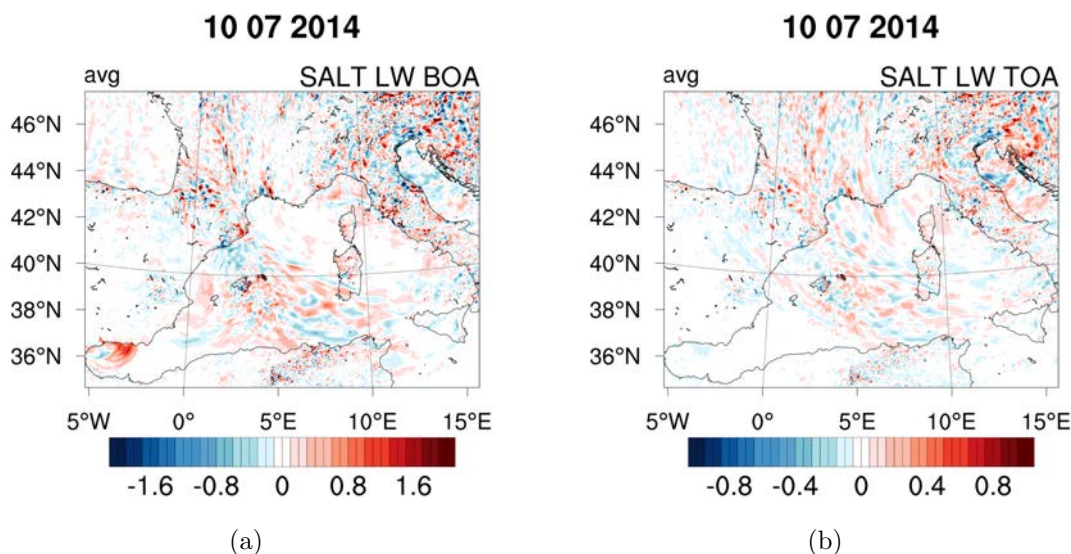 10 07 2014
avg SALT LW BOA
46°N
44°N
42°N
40°N
38°N
36°N
5°W 0° 5°E 10°E 15°E
-1.6 -0.8 0 0.8 1.6
(a)
10 07 2014
avg SALT LW TOA
46°N
44°N
42°N
40°N
38°N
36°N
5°W 0° 5°E 10°E 15°E
-0.8 -0.4 0 0.4 0.8
(b)